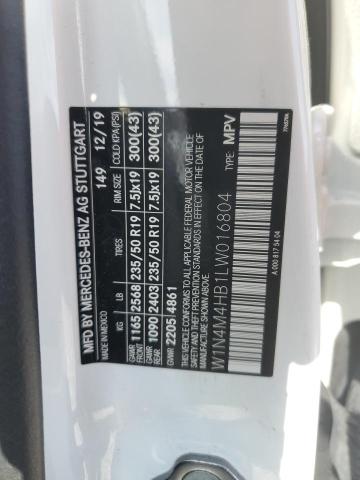 MFD BY MERCEDES-BENZ AG STUTTGART
MADE IN MEXICO 149 12/19
KG LB TIRES RIM SIZE COLD KPA(PSI)
GAWR FRONT 1165 2568 235/50 R19 7.5Jx19 300(43)
GAWR REAR 1090 2403 235/50 R19 7.5Jx19 300(43)
GVWR 2205 4861
THIS VEHICLE CONFORMS TO ALL APPLICABLE FEDERAL MOTOR VEHICLE
SAFETY AND THEFT PREVENTION STANDARDS IN EFFECT ON THE DATE OF
MANUFACTURE SHOWN ABOVE.
W1N4M4HB1LW016804 TYPE: MPV
A 000 817 54 04